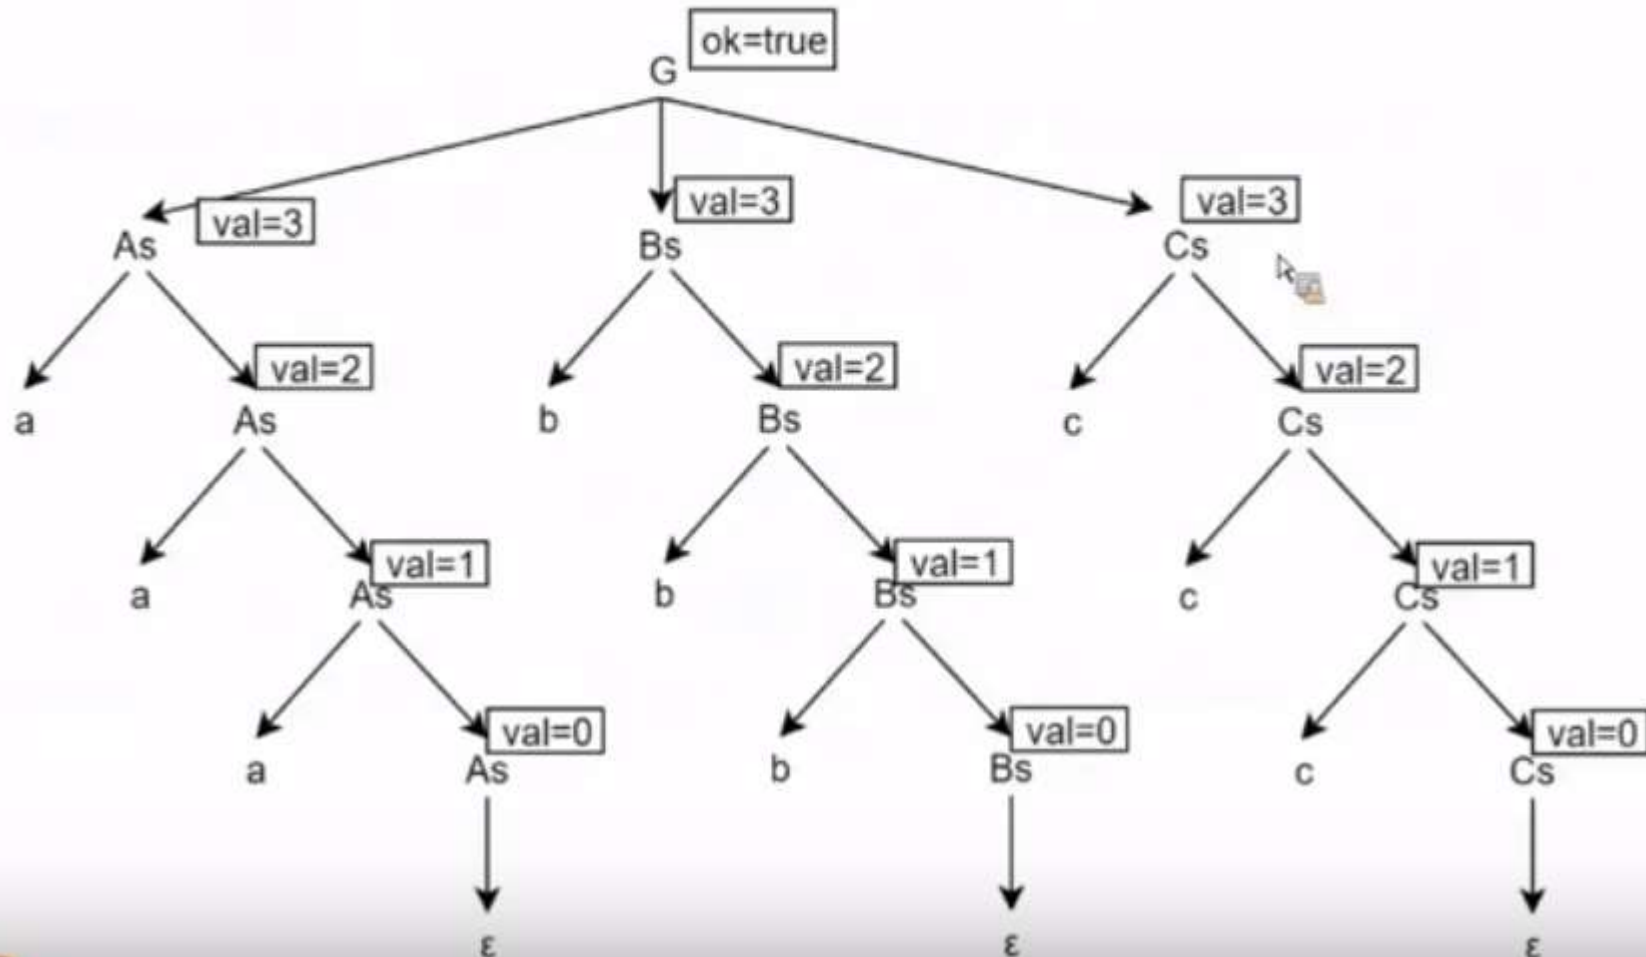 ok=true
G
val=3 val=3 val=3
As Bs Cs
val=2 val=2 val=2
a As b Bs c Cs
val=1 val=1 val=1
a As b Bs c Cs
val=0 val=0 val=0
a As b Bs c Cs
ε ε ε